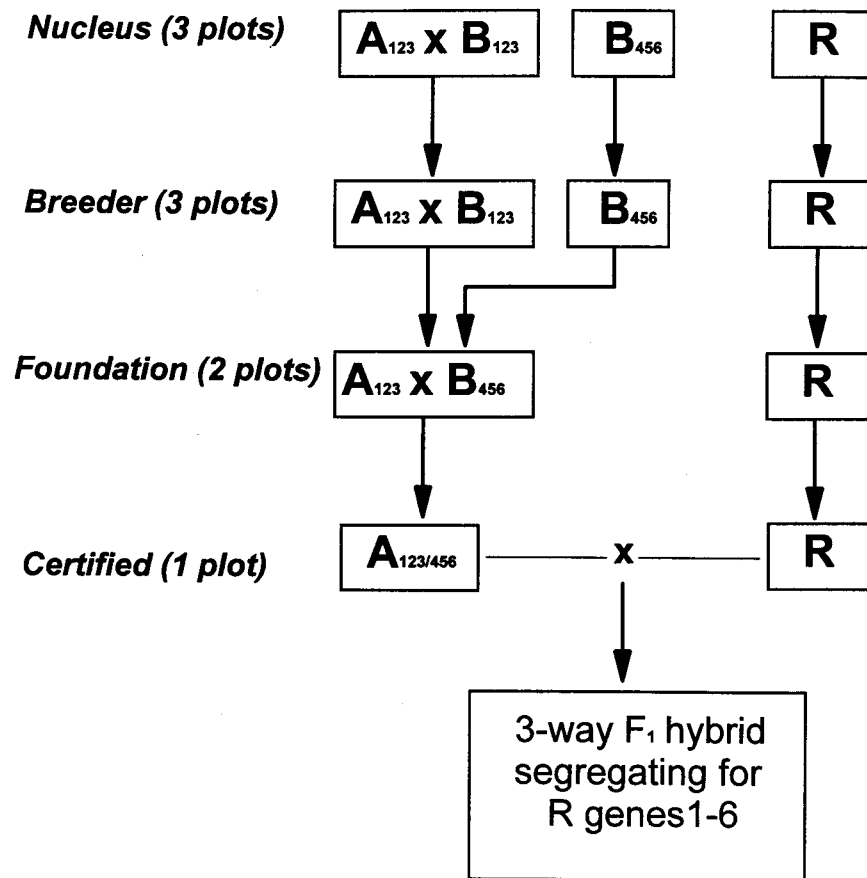 Nucleus (3 plots) A123 x B123 B456 R
Breeder (3 plots) A123 x B123 B456 R
Foundation (2 plots) A123 x B456 R
Certified (1 plot) A123/456 x R
3-way F1 hybrid
segregating for
R genes1-6